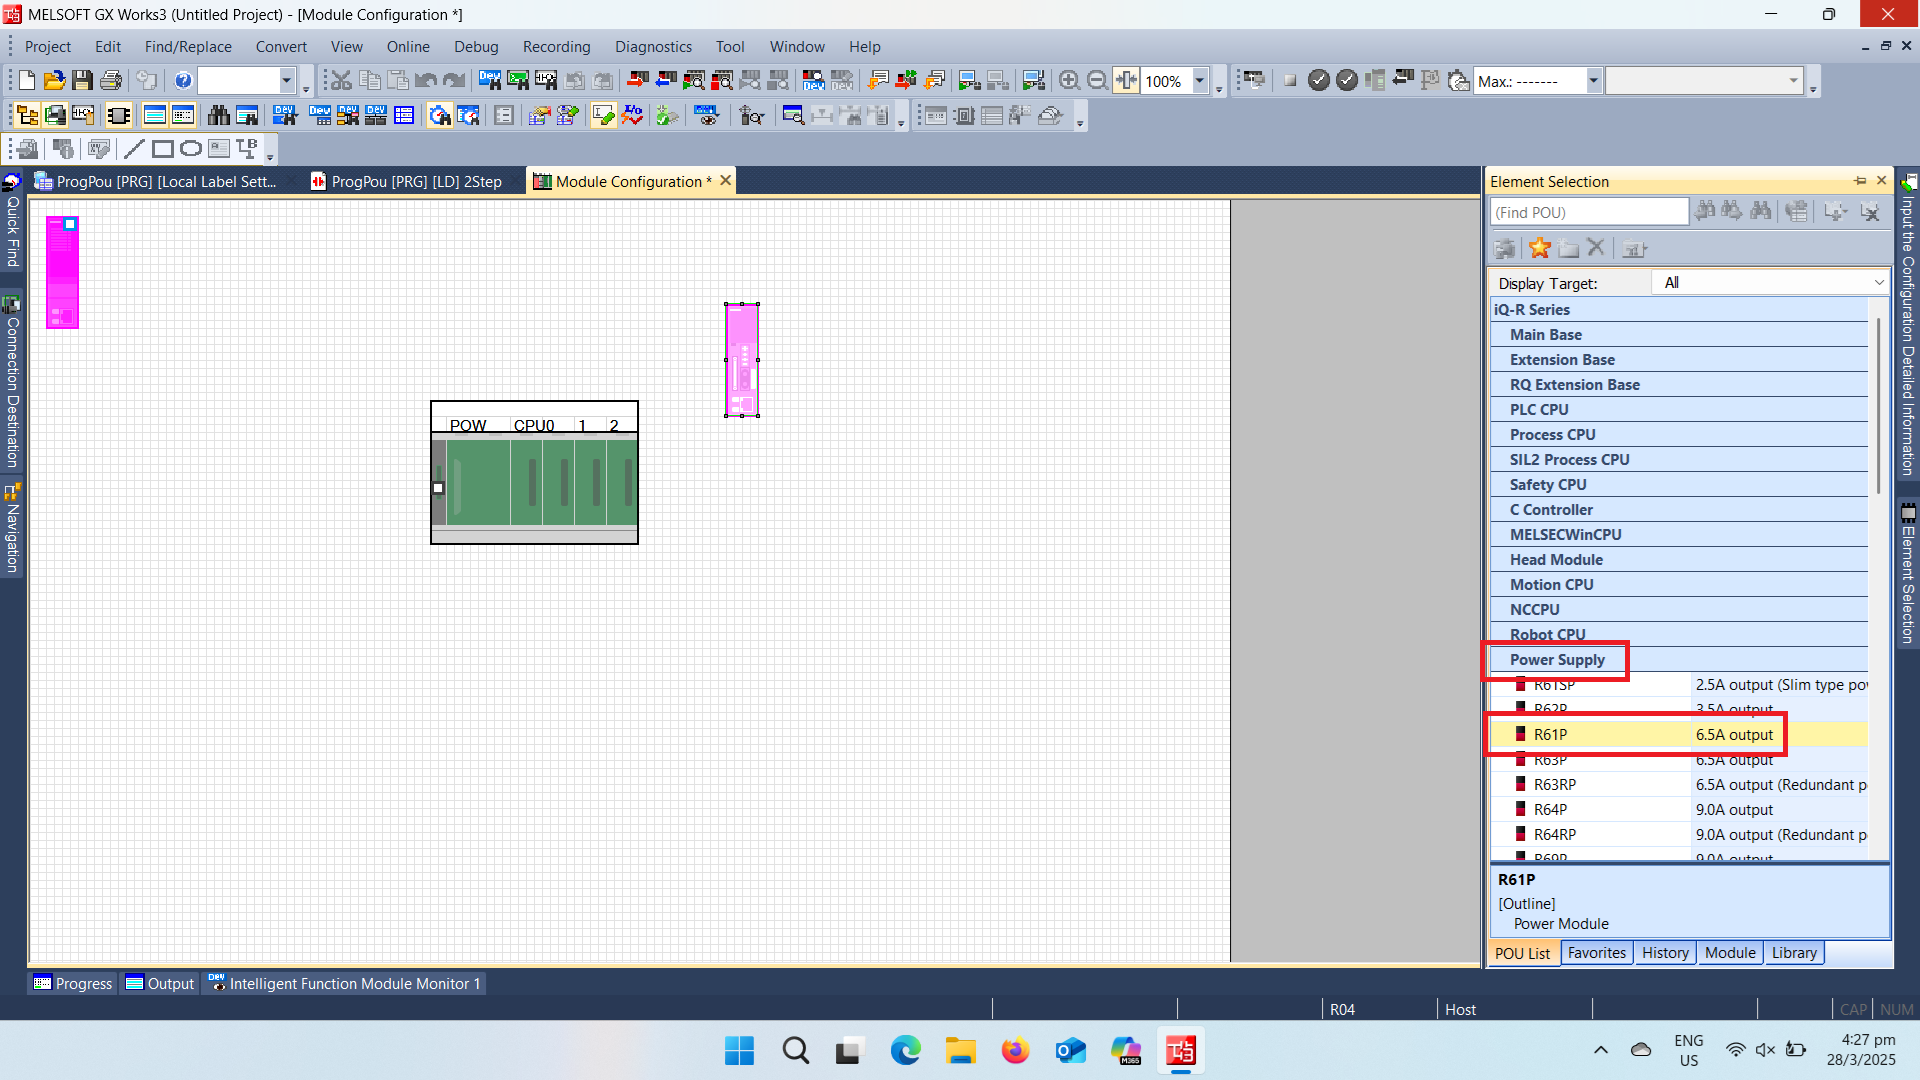 MELSOFT GX Works3 (Untitled Project) - [Module Configuration *]
Project Edit Find/Replace Convert View Online Debug Recording Diagnostics Tool Window Help
100%
Max.: -------
ProgPou [PRG] [Local Label Sett...
ProgPou [PRG] [LD] 2Step
Module Configuration *
Quick Find
Connection Destination
Navigation
POW CPU0 1 2
Element Selection
(Find POU)
Display Target: All
iQ-R Series
Main Base
Extension Base
RQ Extension Base
PLC CPU
Process CPU
SIL2 Process CPU
Safety CPU
C Controller
MELSECWinCPU
Head Module
Motion CPU
NCCPU
Robot CPU
Power Supply
R61SP 2.5A output (Slim type po
R62P 3.5A output
R61P 6.5A output
R63P 6.5A output
R63RP 6.5A output (Redundant p
R64P 9.0A output
R64RP 9.0A output (Redundant p
R69P 9.0A output
R61P
[Outline]
Power Module
POU List Favorites History Module Library
Input the Configuration Detailed Information
Element Selection
Progress Output Intelligent Function Module Monitor 1
R04 Host CAP NUM
ENG
US
4:27 pm
28/3/2025